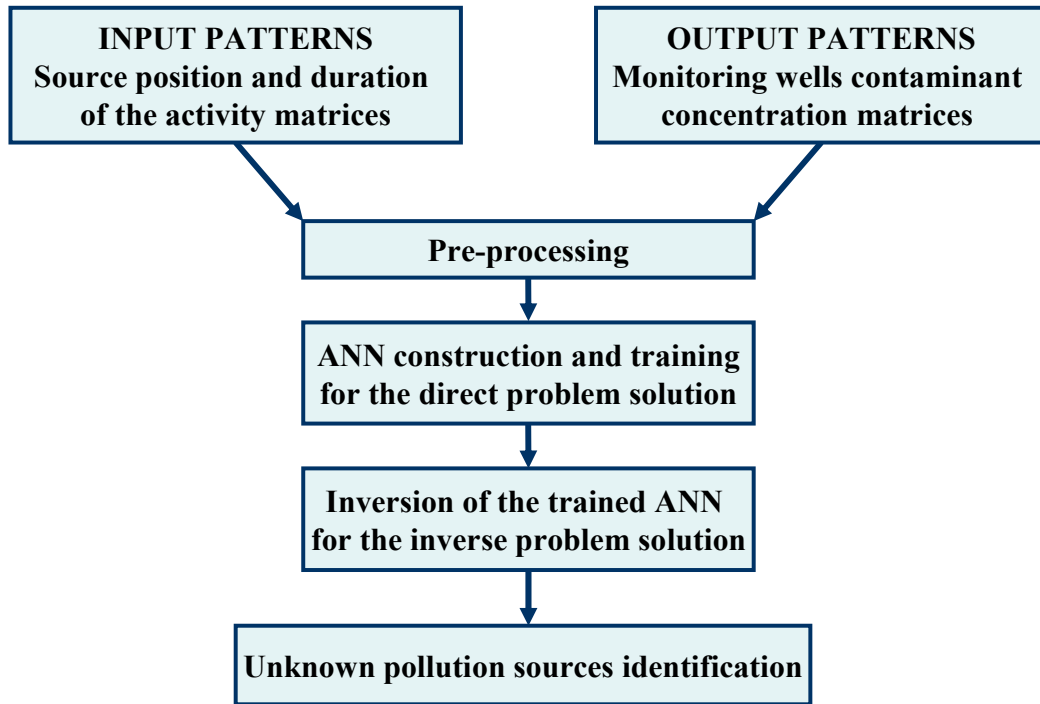 INPUT PATTERNS
Source position and duration
of the activity matrices
OUTPUT PATTERNS
Monitoring wells contaminant
concentration matrices
Pre-processing
ANN construction and training
for the direct problem solution
Inversion of the trained ANN
for the inverse problem solution
Unknown pollution sources identification